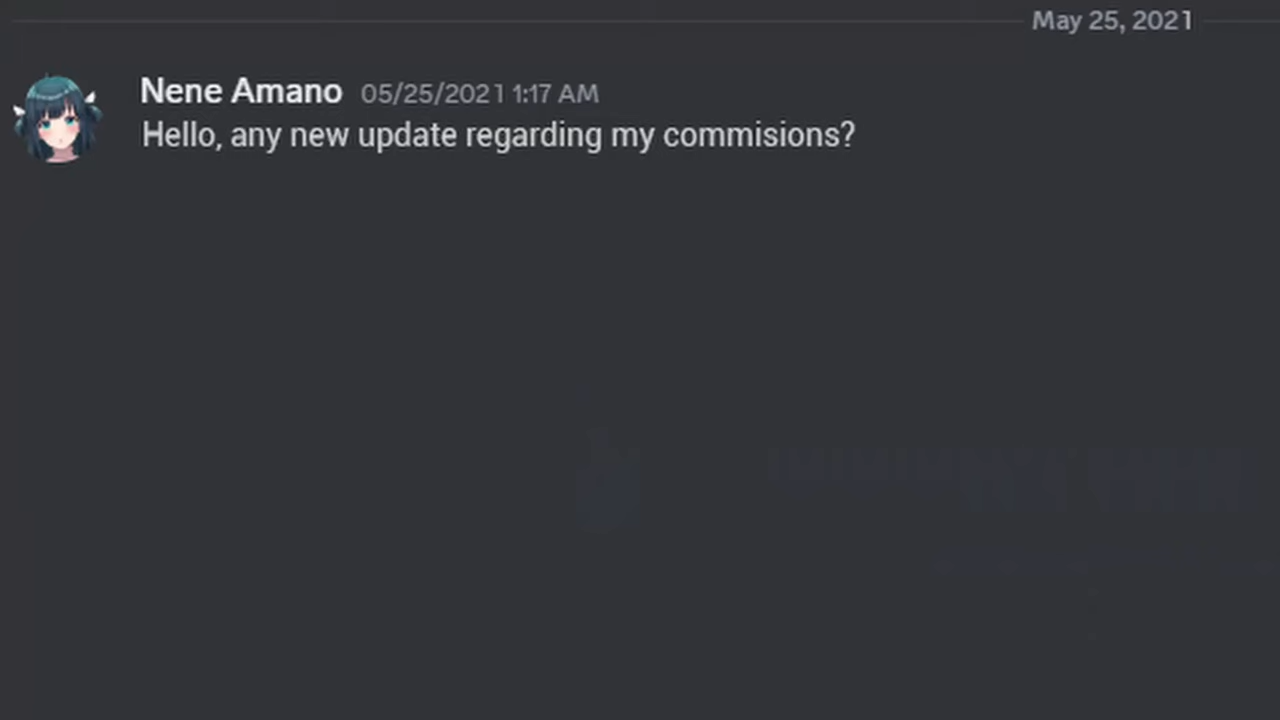 May 25, 2021
Nene Amano 05/25/2021 1:17 AM
Hello, any new update regarding my commisions?